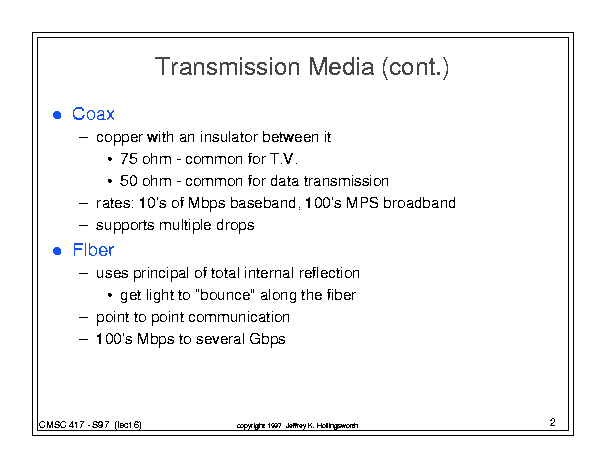 Transmission Media (cont.)
● Coax
– copper with an insulator between it
• 75 ohm - common for T.V.
• 50 ohm - common for data transmission
– rates: 10's of Mbps baseband, 100's MPS broadband
– supports multiple drops
● FIber
– uses principal of total internal reflection
• get light to "bounce" along the fiber
– point to point communication
– 100's Mbps to several Gbps
CMSC 417 - S97 (lect6)
copyright 1997 Jeffrey K. Hollingsworth
2